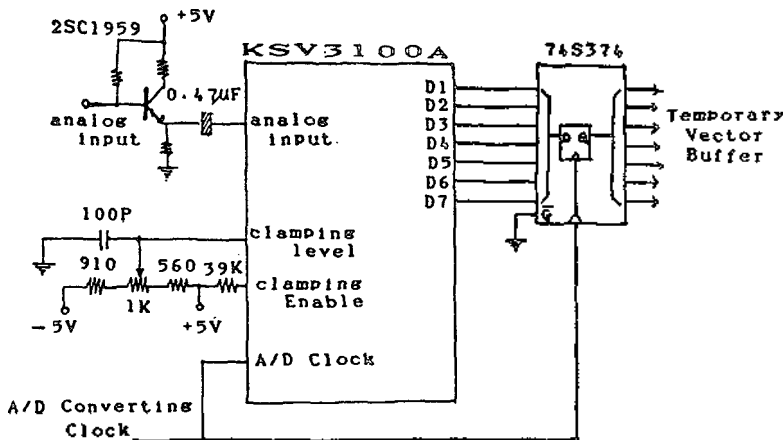 +5V
2SC1959
KSV3100A
74S374
0.47UF
analog
input
analog
input
D1
D2
D3
D4
D5
D6
D7
Temporary
Vector
Buffer
100P
clamping
level
910
560
39K
clamping
Enable
1K
-5V
+5V
G
A/D Clock
A/D Converting
Clock